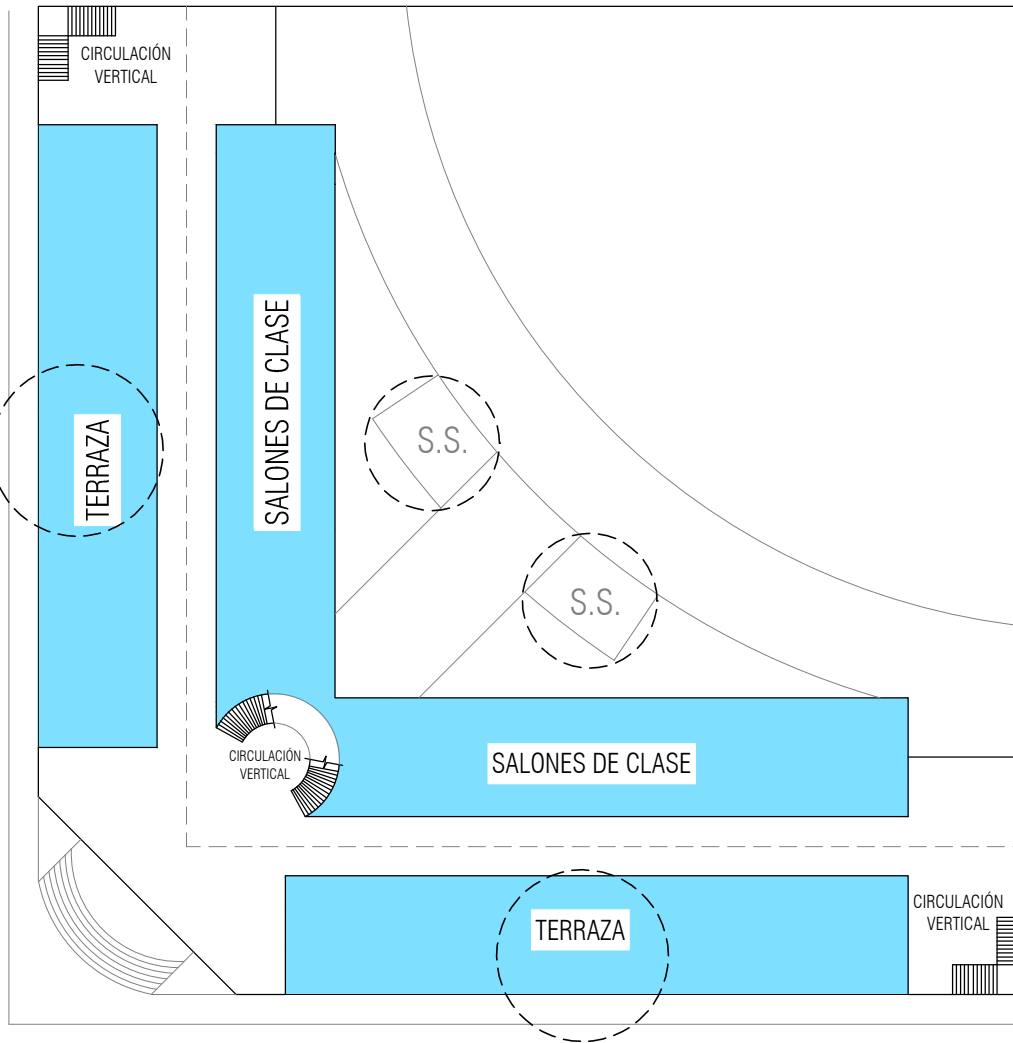 CIRCULACIÓN
VERTICAL
SALONES DE CLASE
TERRAZA
S.S.
S.S.
CIRCULACIÓN
VERTICAL
SALONES DE CLASE
TERRAZA
CIRCULACIÓN
VERTICAL